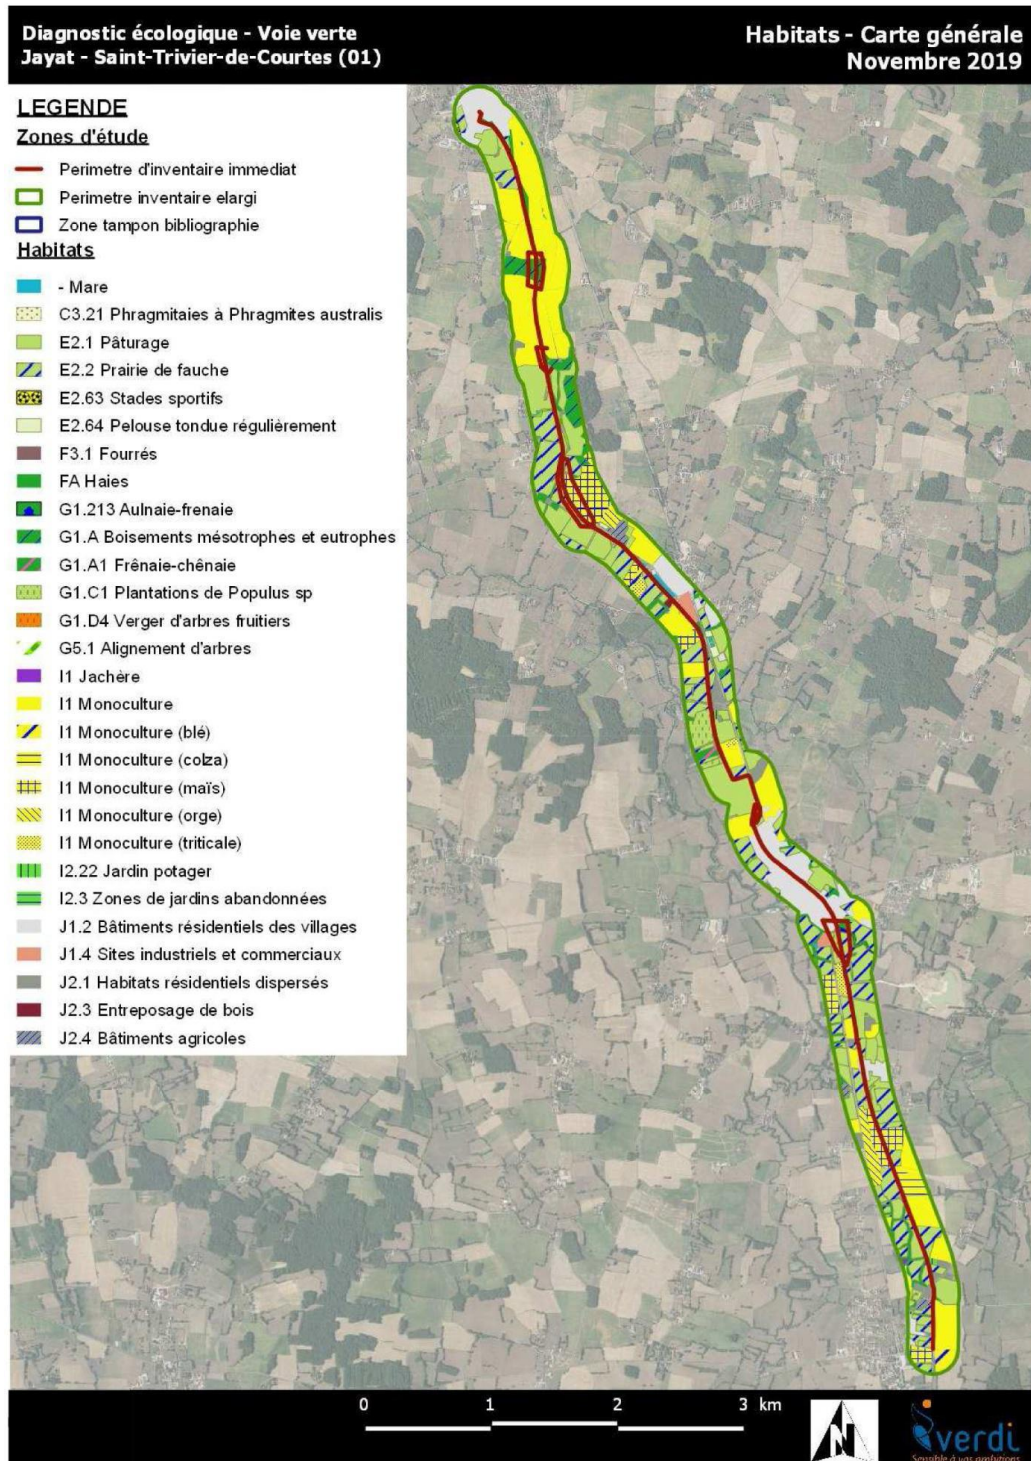 Diagnostic écologique - Voie verte
Jayat - Saint-Trivier-de-Courtes (01)
Habitats - Carte générale
Novembre 2019
LEGENDE
Zones d'étude
Perimetre d'inventaire immediat
Perimetre inventaire elargi
Zone tampon bibliographie
Habitats
- Mare
C3.21 Phragmitaies à Phragmites australis
E2.1 Pâturage
E2.2 Prairie de fauche
E2.63 Stades sportifs
E2.64 Pelouse tondue régulièrement
F3.1 Fourrés
FA Haies
G1.213 Aulnaie-frenaie
G1.A Boisements mésotrophes et eutrophes
G1.A1 Frênaie-chênaie
G1.C1 Plantations de Populus sp
G1.D4 Verger d'arbres fruitiers
G5.1 Alignement d'arbres
I1 Jachère
I1 Monoculture
I1 Monoculture (blé)
I1 Monoculture (colza)
I1 Monoculture (maïs)
I1 Monoculture (orge)
I1 Monoculture (triticale)
I2.22 Jardin potager
I2.3 Zones de jardins abandonnées
J1.2 Bâtiments résidentiels des villages
J1.4 Sites industriels et commerciaux
J2.1 Habitats résidentiels dispersés
J2.3 Entreposage de bois
J2.4 Bâtiments agricoles
0 1 2 3 km
N
verdi
Sensible à vos ambitions